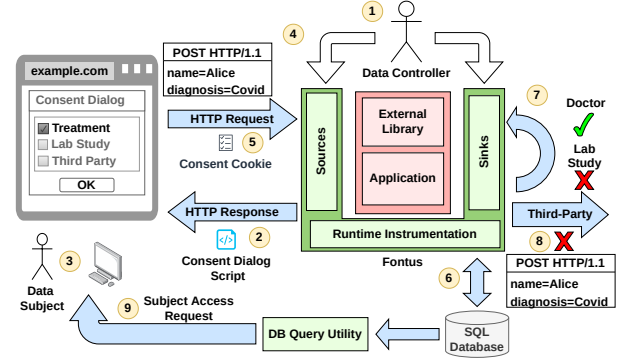 1
4
POST HTTP/1.1
name=Alice
diagnosis=Covid
Data Controller
example.com
Consent Dialog
Treatment
Lab Study
Third Party
OK
HTTP Request
5
Consent Cookie
HTTP Response
2
Consent Dialog
Script
Sources
External
Library
Application
Sinks
Runtime Instrumentation
Fontus
7
Doctor
Lab
Study
Third-Party
8
POST HTTP/1.1
name=Alice
diagnosis=Covid
3
Data
Subject
6
9
Subject Access
Request
DB Query Utility
SQL
Database